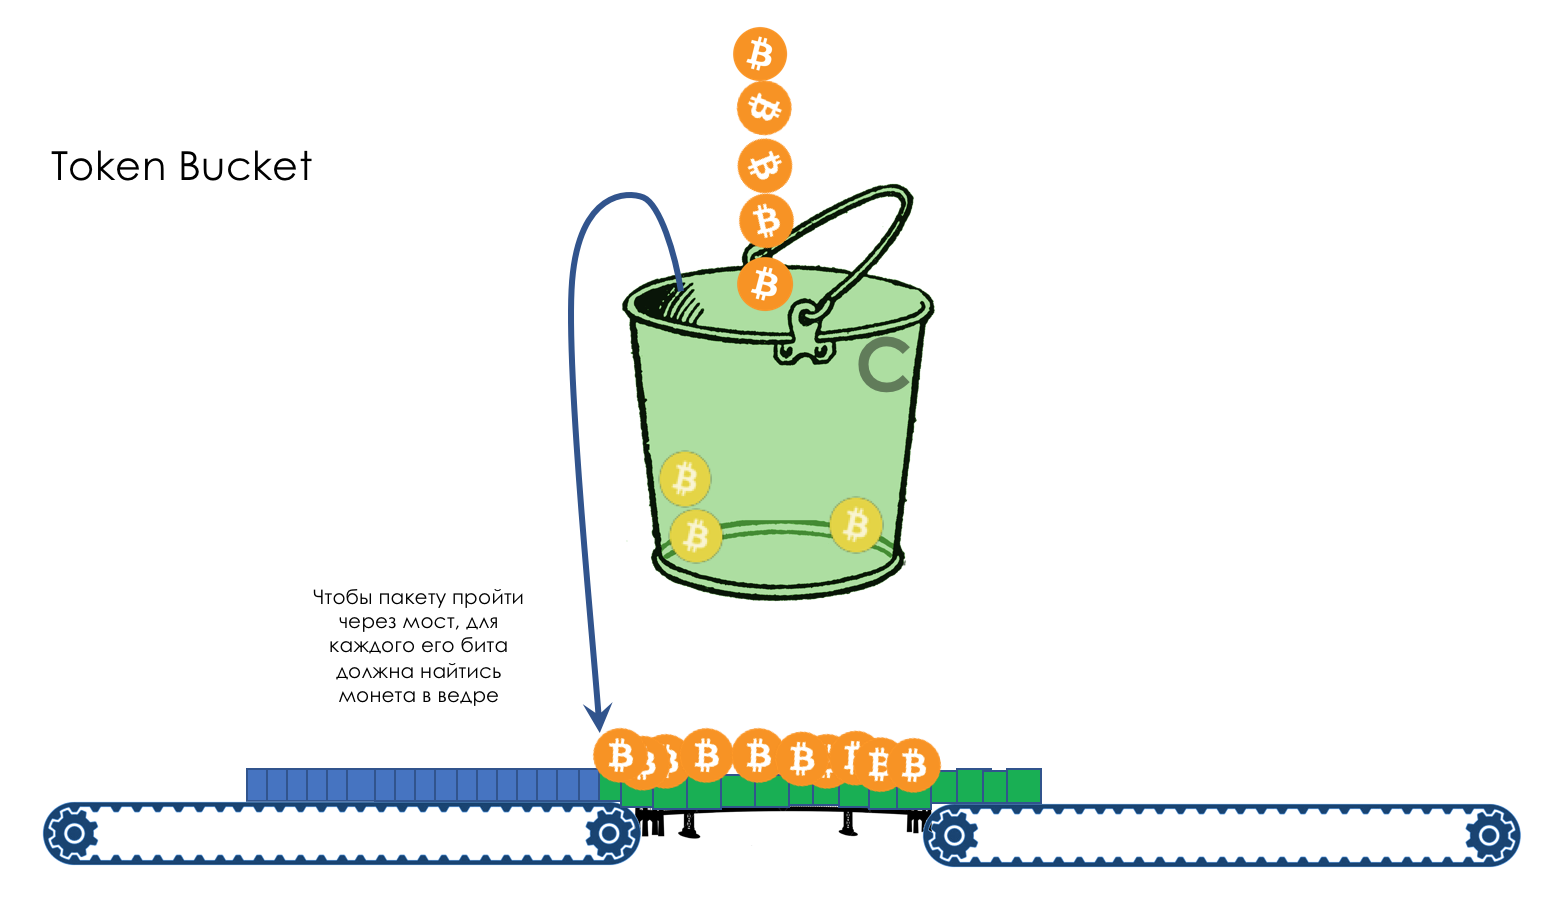 Token Bucket
C
Чтобы пакету пройти
через мост, для
каждого его бита
должна найтись
монета в ведре